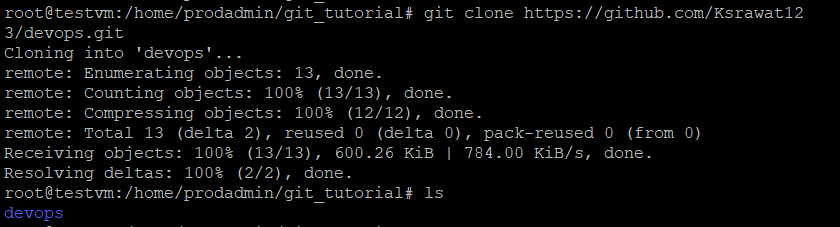 root@testvm:/home/prodadmin/git_tutorial# git clone https://github.com/Ksrawat12
3/devops.git
Cloning into 'devops'...
remote: Enumerating objects: 13, done.
remote: Counting objects: 100% (13/13), done.
remote: Compressing objects: 100% (12/12), done.
remote: Total 13 (delta 2), reused 0 (delta 0), pack-reused 0 (from 0)
Receiving objects: 100% (13/13), 600.26 KiB | 784.00 KiB/s, done.
Resolving deltas: 100% (2/2), done.
root@testvm:/home/prodadmin/git_tutorial# ls
devops